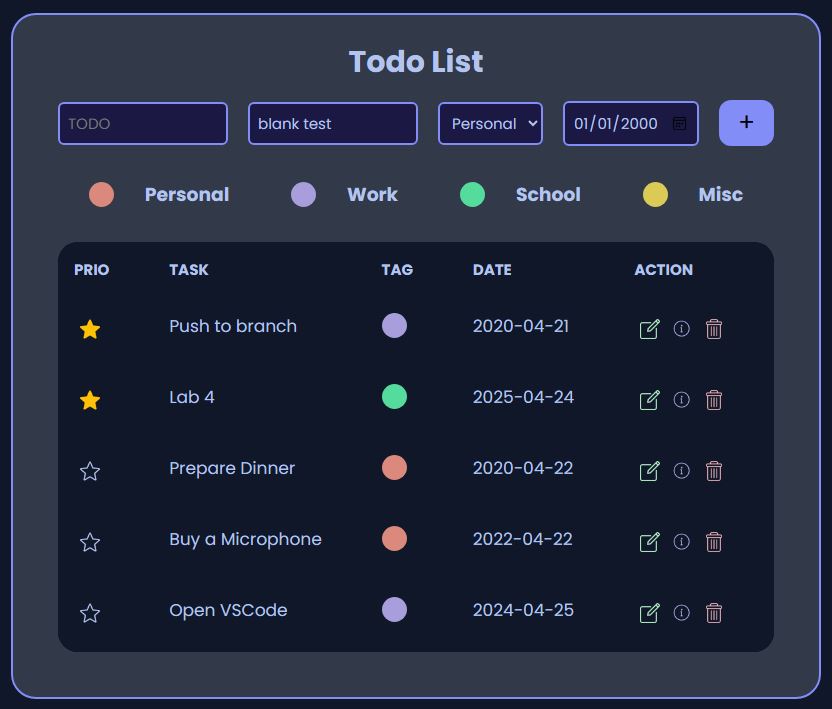 Todo List
TODO blank test Personal 01/01/2000 +
Personal Work School Misc
PRIO TASK TAG DATE ACTION
Push to branch 2020-04-21
Lab 4 2025-04-24
Prepare Dinner 2020-04-22
Buy a Microphone 2022-04-22
Open VSCode 2024-04-25